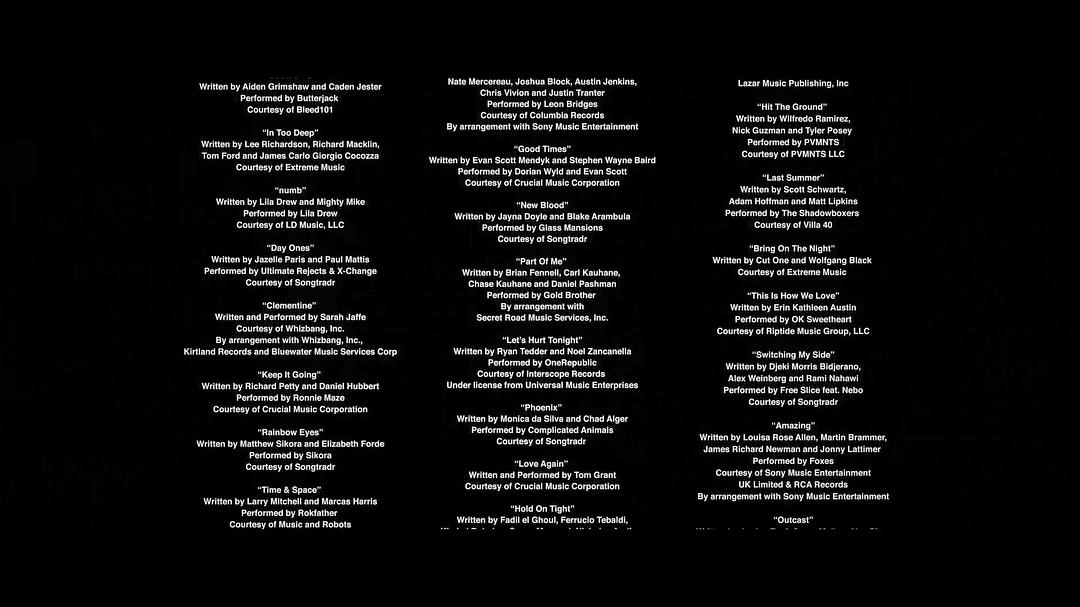 Written by Aiden Grimshaw and Caden Jester
Performed by Butterjack
Courtesy of Bleed101
“In Too Deep”
Written by Lee Richardson, Richard Macklin,
Tom Ford and James Carlo Giorgio Cocozza
Courtesy of Extreme Music
“numb”
Written by Lila Drew and Mighty Mike
Performed by Lila Drew
Courtesy of LD Music, LLC
“Day Ones”
Written by Jazelle Paris and Paul Mattis
Performed by Ultimate Rejects & X-Change
Courtesy of Songtradr
“Clementine”
Written and Performed by Sarah Jaffe
Courtesy of Whizbang, Inc.
By arrangement with Whizbang, Inc.,
Kirtland Records and Bluewater Music Services Corp
“Keep It Going”
Written by Richard Petty and Daniel Hubbert
Performed by Ronnie Maze
Courtesy of Crucial Music Corporation
“Rainbow Eyes”
Written by Matthew Sikora and Elizabeth Forde
Performed by Sikora
Courtesy of Songtradr
“Time & Space”
Written by Larry Mitchell and Marcas Harris
Performed by Rokfather
Courtesy of Music and Robots
Nate Mercereau, Joshua Block, Austin Jenkins,
Chris Vivion and Justin Tranter
Performed by Leon Bridges
Courtesy of Columbia Records
By arrangement with Sony Music Entertainment
“Good Times”
Written by Evan Scott Mendyk and Stephen Wayne Baird
Performed by Dorian Wyld and Evan Scott
Courtesy of Crucial Music Corporation
“New Blood”
Written by Jayna Doyle and Blake Arambula
Performed by Glass Mansions
Courtesy of Songtradr
“Part Of Me”
Written by Brian Fennell, Carl Kauhane,
Chase Kauhane and Daniel Pashman
Performed by Gold Brother
By arrangement with
Secret Road Music Services, Inc.
“Let’s Hurt Tonight”
Written by Ryan Tedder and Noel Zancanella
Performed by OneRepublic
Courtesy of Interscope Records
Under license from Universal Music Enterprises
“Phoenix”
Written by Monica da Silva and Chad Alger
Performed by Complicated Animals
Courtesy of Songtradr
“Love Again”
Written and Performed by Tom Grant
Courtesy of Crucial Music Corporation
“Hold On Tight”
Written by Fadil el Ghoul, Ferrucio Tebaldi,
Lazar Music Publishing, Inc
“Hit The Ground”
Written by Wilfredo Ramirez,
Nick Guzman and Tyler Posey
Performed by PVMNTS
Courtesy of PVMNTS LLC
“Last Summer”
Written by Scott Schwartz,
Adam Hoffman and Matt Lipkins
Performed by The Shadowboxers
Courtesy of Villa 40
“Bring On The Night”
Written by Cut One and Wolfgang Black
Courtesy of Extreme Music
“This Is How We Love”
Written by Erin Kathleen Austin
Performed by OK Sweetheart
Courtesy of Riptide Music Group, LLC
“Switching My Side”
Written by Djeki Morris Bidjerano,
Alex Weinberg and Rami Nahawi
Performed by Free Slice feat. Nebo
Courtesy of Songtradr
“Amazing”
Written by Louisa Rose Allen, Martin Brammer,
James Richard Newman and Jonny Lattimer
Performed by Foxes
Courtesy of Sony Music Entertainment
UK Limited & RCA Records
By arrangement with Sony Music Entertainment
“Outcast”